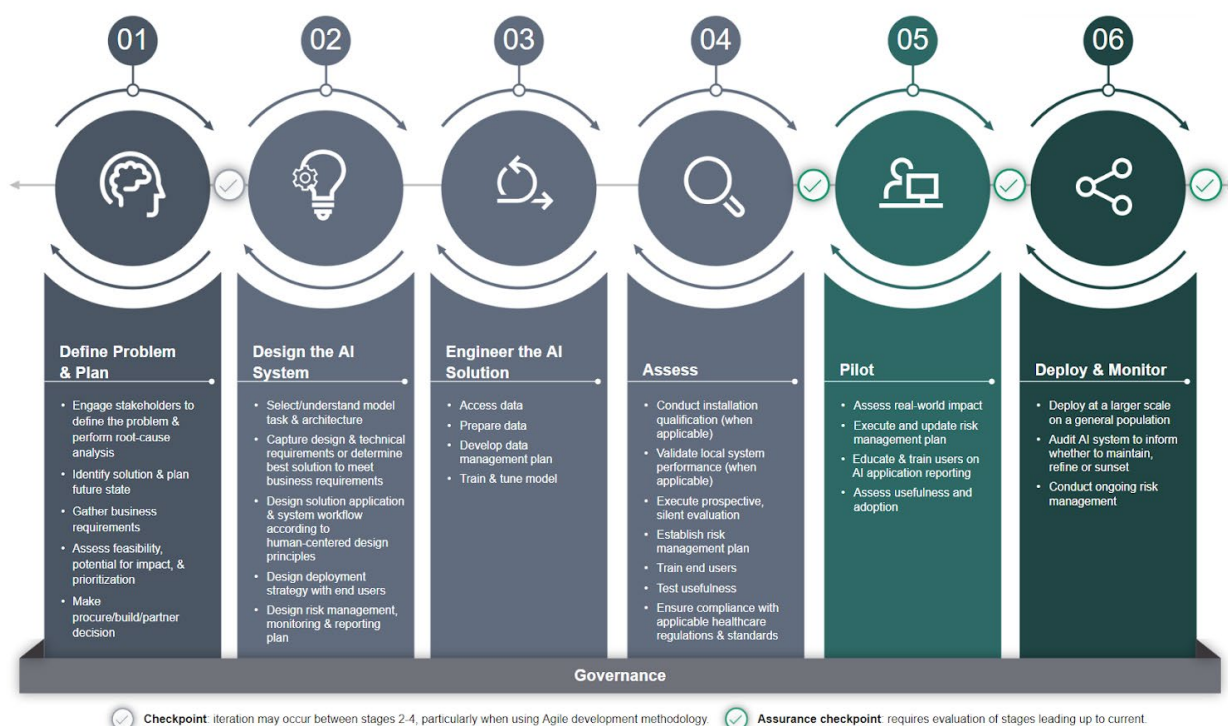 01
02
03
04
05
06
Define Problem
& Plan
• Engage stakeholders to
define the problem &
perform root-cause
analysis
• Identify solution & plan
future state
• Gather business
requirements
• Assess feasibility,
potential for impact, &
prioritization
• Make
procure/build/partner
decision
Design the AI
System
• Select/understand model
task & architecture
• Capture design & technical
requirements or determine
best solution to meet
business requirements
• Design solution application
& system workflow
according to
human-centered design
principles
• Design deployment
strategy with end users
• Design risk management,
monitoring & reporting
plan
Engineer the AI
Solution
• Access data
• Prepare data
• Develop data
management plan
• Train & tune model
Assess
• Conduct installation
qualification (when
applicable)
• Validate local system
performance (when
applicable)
• Execute prospective,
silent evaluation
• Establish risk
management plan
• Train end users
• Test usefulness
• Ensure compliance with
applicable healthcare
regulations & standards
Pilot
• Assess real-world impact
• Execute and update risk
management plan
• Educate & train users on
AI application reporting
• Assess usefulness and
adoption
Deploy & Monitor
• Deploy at a larger scale
on a general population
• Audit AI system to inform
whether to maintain,
refine or sunset
• Conduct ongoing risk
management
Governance
Checkpoint: iteration may occur between stages 2-4, particularly when using Agile development methodology.
Assurance checkpoint: requires evaluation of stages leading up to current.